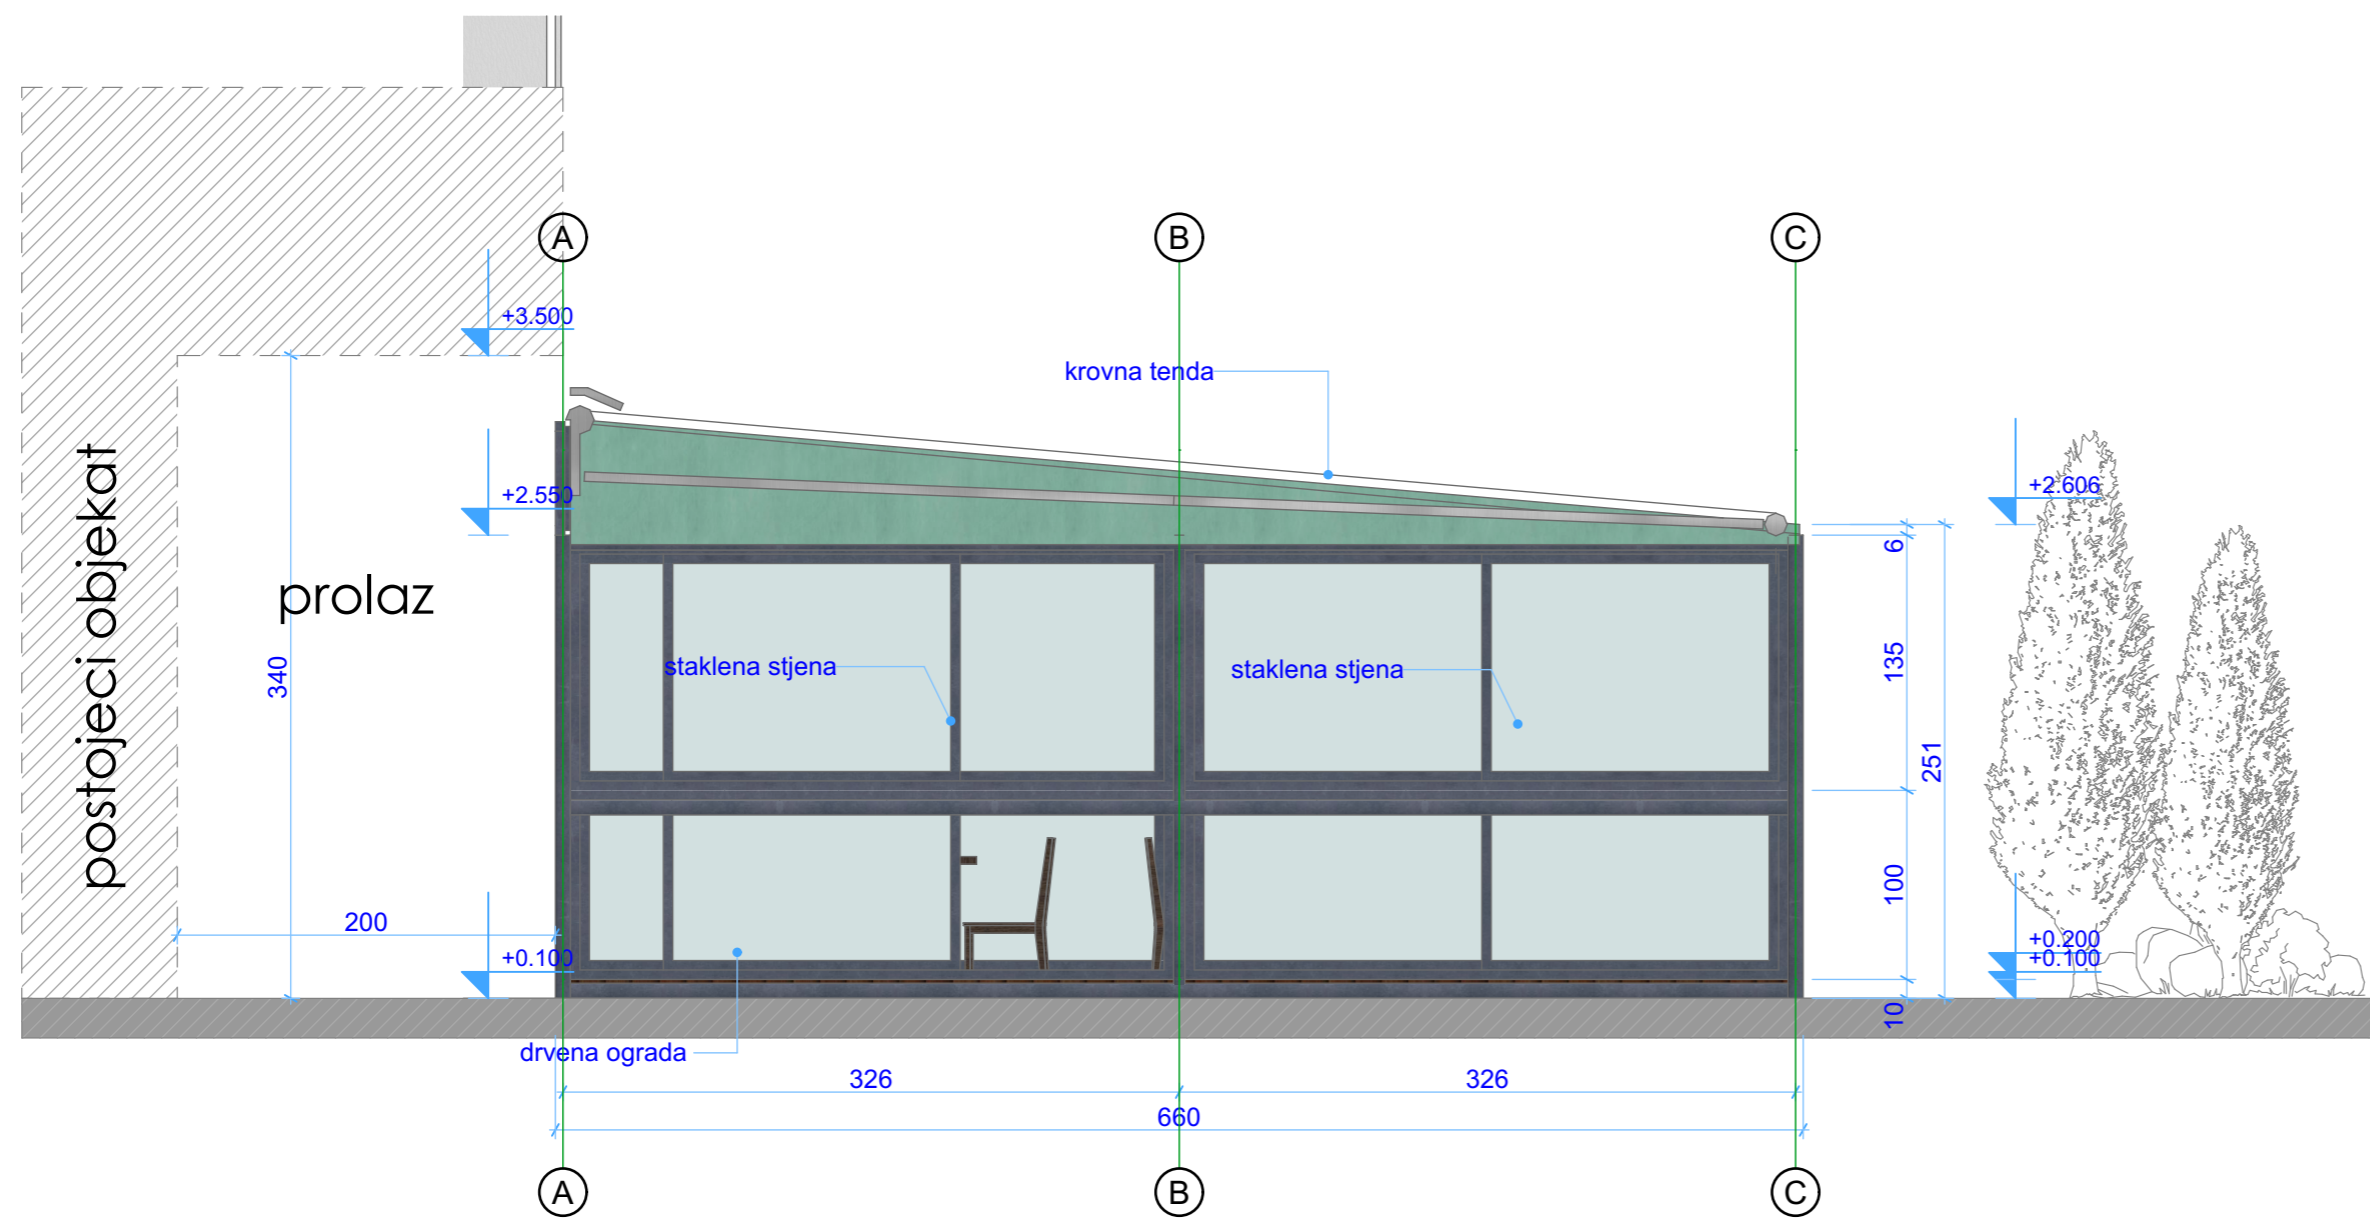 A
B
C
+3.500
krovna tenda
+2.550
+2.606
postojeci objekat
prolaz
6
340
staklena stjena
staklena stjena
135
251
100
200
+0.100
+0.200
+0.100
10
drvena ograda
326
326
660
A
B
C